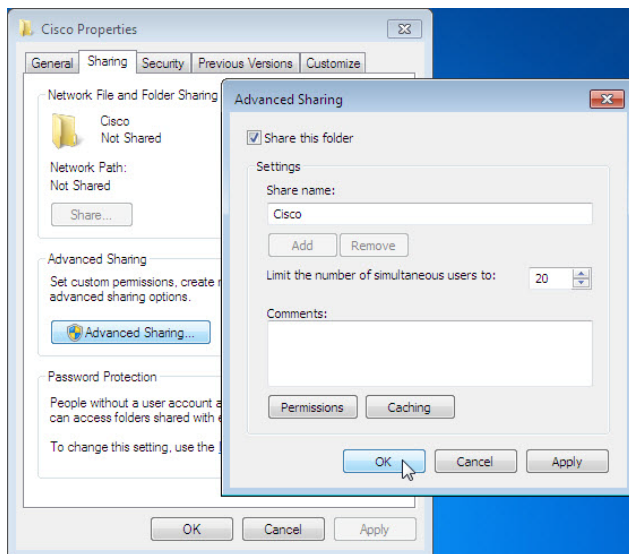 Cisco Properties
General Sharing Security Previous Versions Customize
Network File and Folder Sharing
Cisco
Not Shared
Network Path:
Not Shared
Share...
Advanced Sharing
Set custom permissions, create
advanced sharing options.
Advanced Sharing...
Password Protection
People without a user account
can access folders shared with
To change this setting, use the
OK Cancel Apply
Advanced Sharing
Share this folder
Settings
Share name:
Cisco
Add Remove
Limit the number of simultaneous users to: 20
Comments:
Permissions Caching
OK Cancel Apply